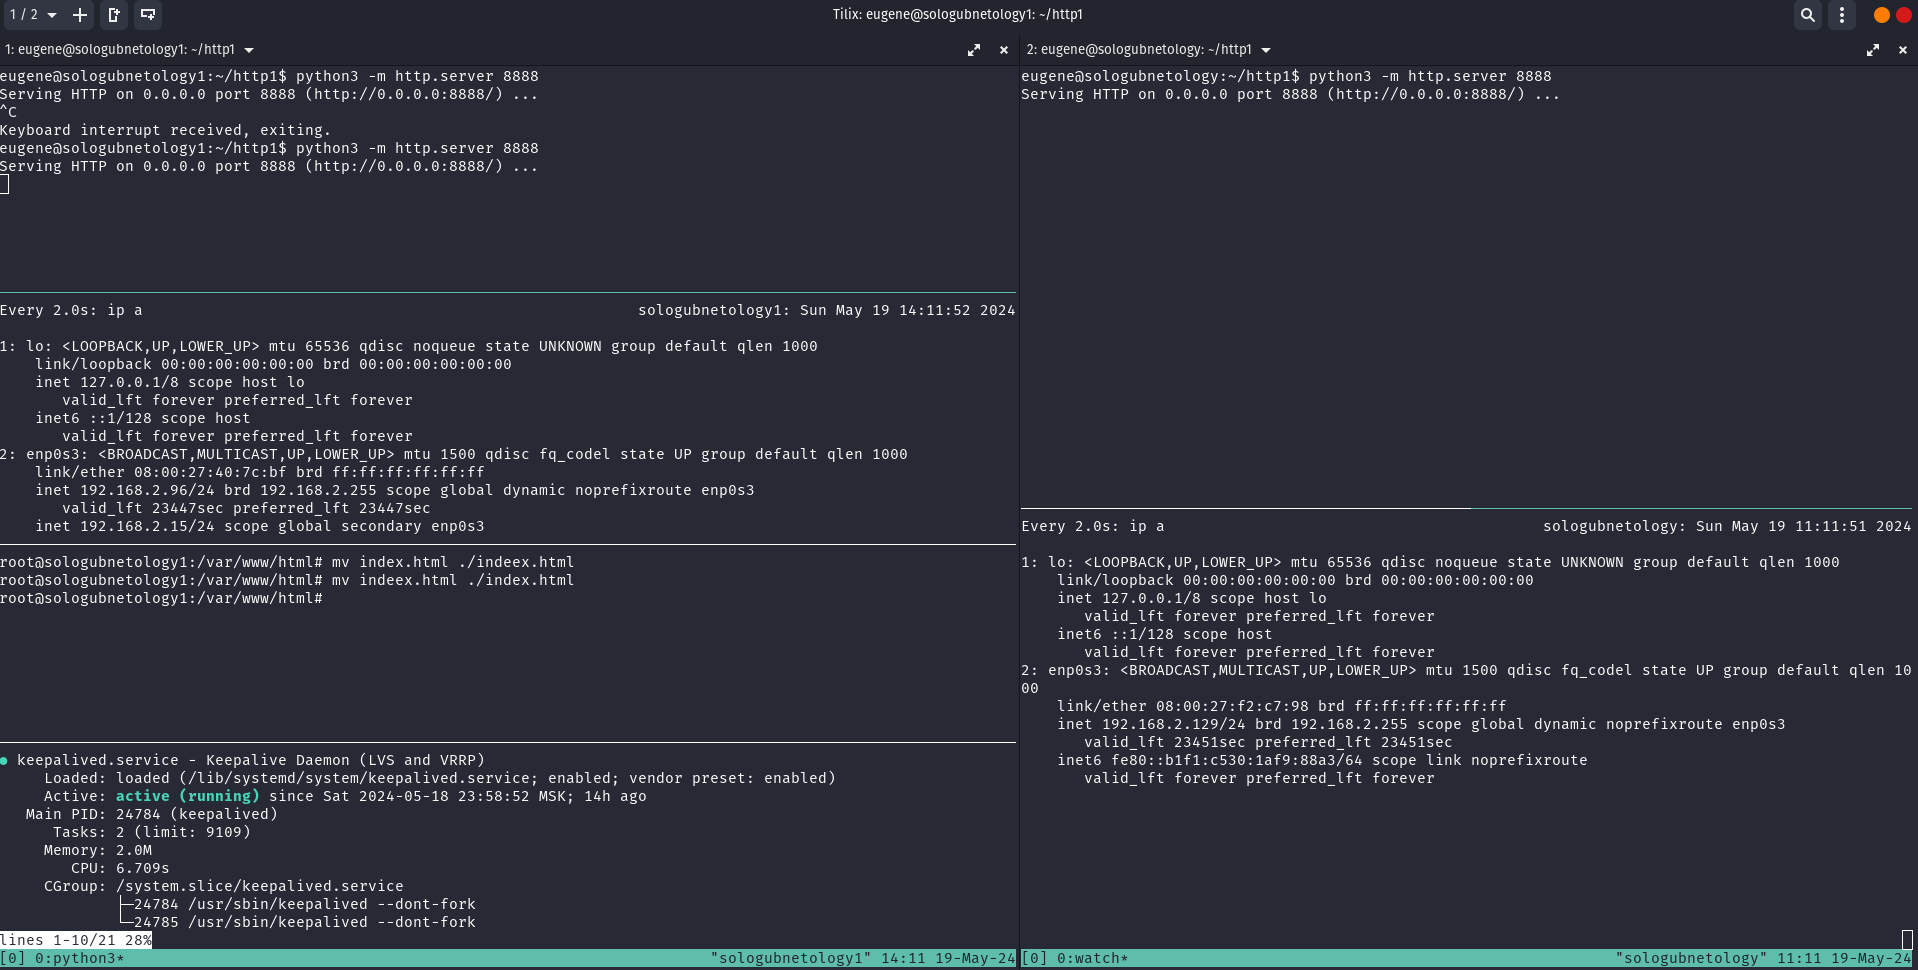 1 / 2
Tilix: eugene@sologubnetology1: ~/http1
1: eugene@sologubnetology1: ~/http1
eugene@sologubnetology1:~/http1$ python3 -m http.server 8888
Serving HTTP on 0.0.0.0 port 8888 (http://0.0.0.0:8888/) ...
^C
Keyboard interrupt received, exiting.
eugene@sologubnetology1:~/http1$ python3 -m http.server 8888
Serving HTTP on 0.0.0.0 port 8888 (http://0.0.0.0:8888/) ...
Every 2.0s: ip a sologubnetology1: Sun May 19 14:11:52 2024
1: lo: <LOOPBACK,UP,LOWER_UP> mtu 65536 qdisc noqueue state UNKNOWN group default qlen 1000
link/loopback 00:00:00:00:00:00 brd 00:00:00:00:00:00
inet 127.0.0.1/8 scope host lo
valid_lft forever preferred_lft forever
inet6 ::1/128 scope host
valid_lft forever preferred_lft forever
2: enp0s3: <BROADCAST,MULTICAST,UP,LOWER_UP> mtu 1500 qdisc fq_codel state UP group default qlen 1000
link/ether 08:00:27:40:7c:bf brd ff:ff:ff:ff:ff:ff
inet 192.168.2.96/24 brd 192.168.2.255 scope global dynamic noprefixroute enp0s3
valid_lft 23447sec preferred_lft 23447sec
inet 192.168.2.15/24 scope global secondary enp0s3
root@sologubnetology1:/var/www/html# mv index.html ./indeex.html
root@sologubnetology1:/var/www/html# mv indeex.html ./index.html
root@sologubnetology1:/var/www/html#
● keepalived.service - Keepalive Daemon (LVS and VRRP)
Loaded: loaded (/lib/systemd/system/keepalived.service; enabled; vendor preset: enabled)
Active: active (running) since Sat 2024-05-18 23:58:52 MSK; 14h ago
Main PID: 24784 (keepalived)
Tasks: 2 (limit: 9109)
Memory: 2.0M
CPU: 6.709s
CGroup: /system.slice/keepalived.service
├─24784 /usr/sbin/keepalived --dont-fork
└─24785 /usr/sbin/keepalived --dont-fork
lines 1-10/21 28%
[0] 0:python3* "sologubnetology1" 14:11 19-May-24
2: eugene@sologubnetology: ~/http1
eugene@sologubnetology:~/http1$ python3 -m http.server 8888
Serving HTTP on 0.0.0.0 port 8888 (http://0.0.0.0:8888/) ...
Every 2.0s: ip a sologubnetology: Sun May 19 11:11:51 2024
1: lo: <LOOPBACK,UP,LOWER_UP> mtu 65536 qdisc noqueue state UNKNOWN group default qlen 1000
link/loopback 00:00:00:00:00:00 brd 00:00:00:00:00:00
inet 127.0.0.1/8 scope host lo
valid_lft forever preferred_lft forever
inet6 ::1/128 scope host
valid_lft forever preferred_lft forever
2: enp0s3: <BROADCAST,MULTICAST,UP,LOWER_UP> mtu 1500 qdisc fq_codel state UP group default qlen 10
00
link/ether 08:00:27:f2:c7:98 brd ff:ff:ff:ff:ff:ff
inet 192.168.2.129/24 brd 192.168.2.255 scope global dynamic noprefixroute enp0s3
valid_lft 23451sec preferred_lft 23451sec
inet6 fe80::b1f1:c530:1af9:88a3/64 scope link noprefixroute
valid_lft forever preferred_lft forever
[0] 0:watch* "sologubnetology" 11:11 19-May-24